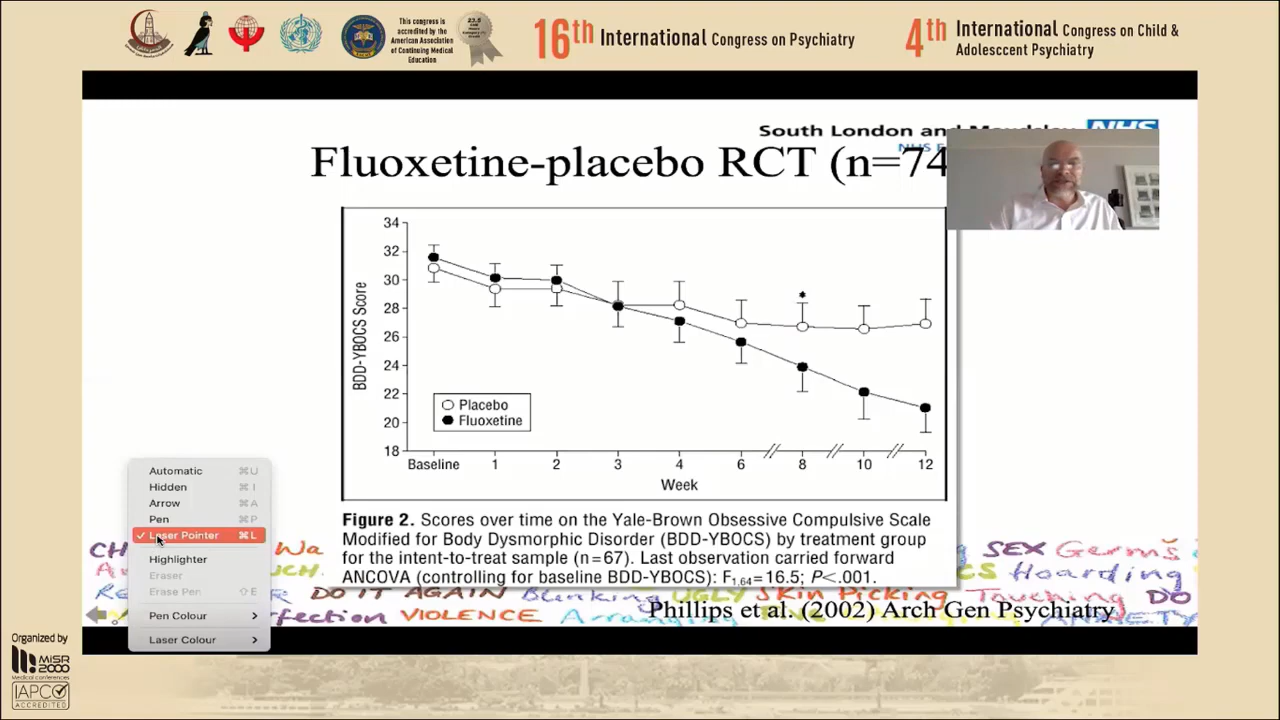 This congress is
accredited by the
American Association
of Continuing Medical
Education
16th International Congress on Psychiatry
4th International Congress on Child &
Adolesccent Psychiatry
South London and
NHS
Fluoxetine-placebo RCT (n=74
BDD-YBOCS Score
34
32
30
28
26
24
22
20
18
*
Placebo
Fluoxetine
Baseline 1 2 3 4 6 8 10 12
Week
Figure 2. Scores over time on the Yale-Brown Obsessive Compulsive Scale
Modified for Body Dysmorphic Disorder (BDD-YBOCS) by treatment group
for the intent-to-treat sample (n=67). Last observation carried forward
ANCOVA (controlling for baseline BDD-YBOCS): F1,64=16.5; P<.001.
Phillips et al. (2002) Arch Gen Psychiatry
Automatic ⌘U
Hidden ⌘I
Arrow ⌘A
Pen ⌘P
✓ Laser Pointer ⌘L
Highlighter
Eraser
Erase Pen ⇧E
Pen Colour >
Laser Colour >
SEX Germs
Hoarding
DO IT AGAIN Blinking UGLY Skin Picking Touching DO
VIOLENCE
Organized by
MiSR
2000
Medical conferences
IAPCO
ACCREDITED